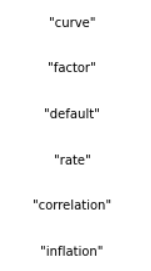 "curve"
"factor"
"default"
"rate"
"correlation"
"inflation"